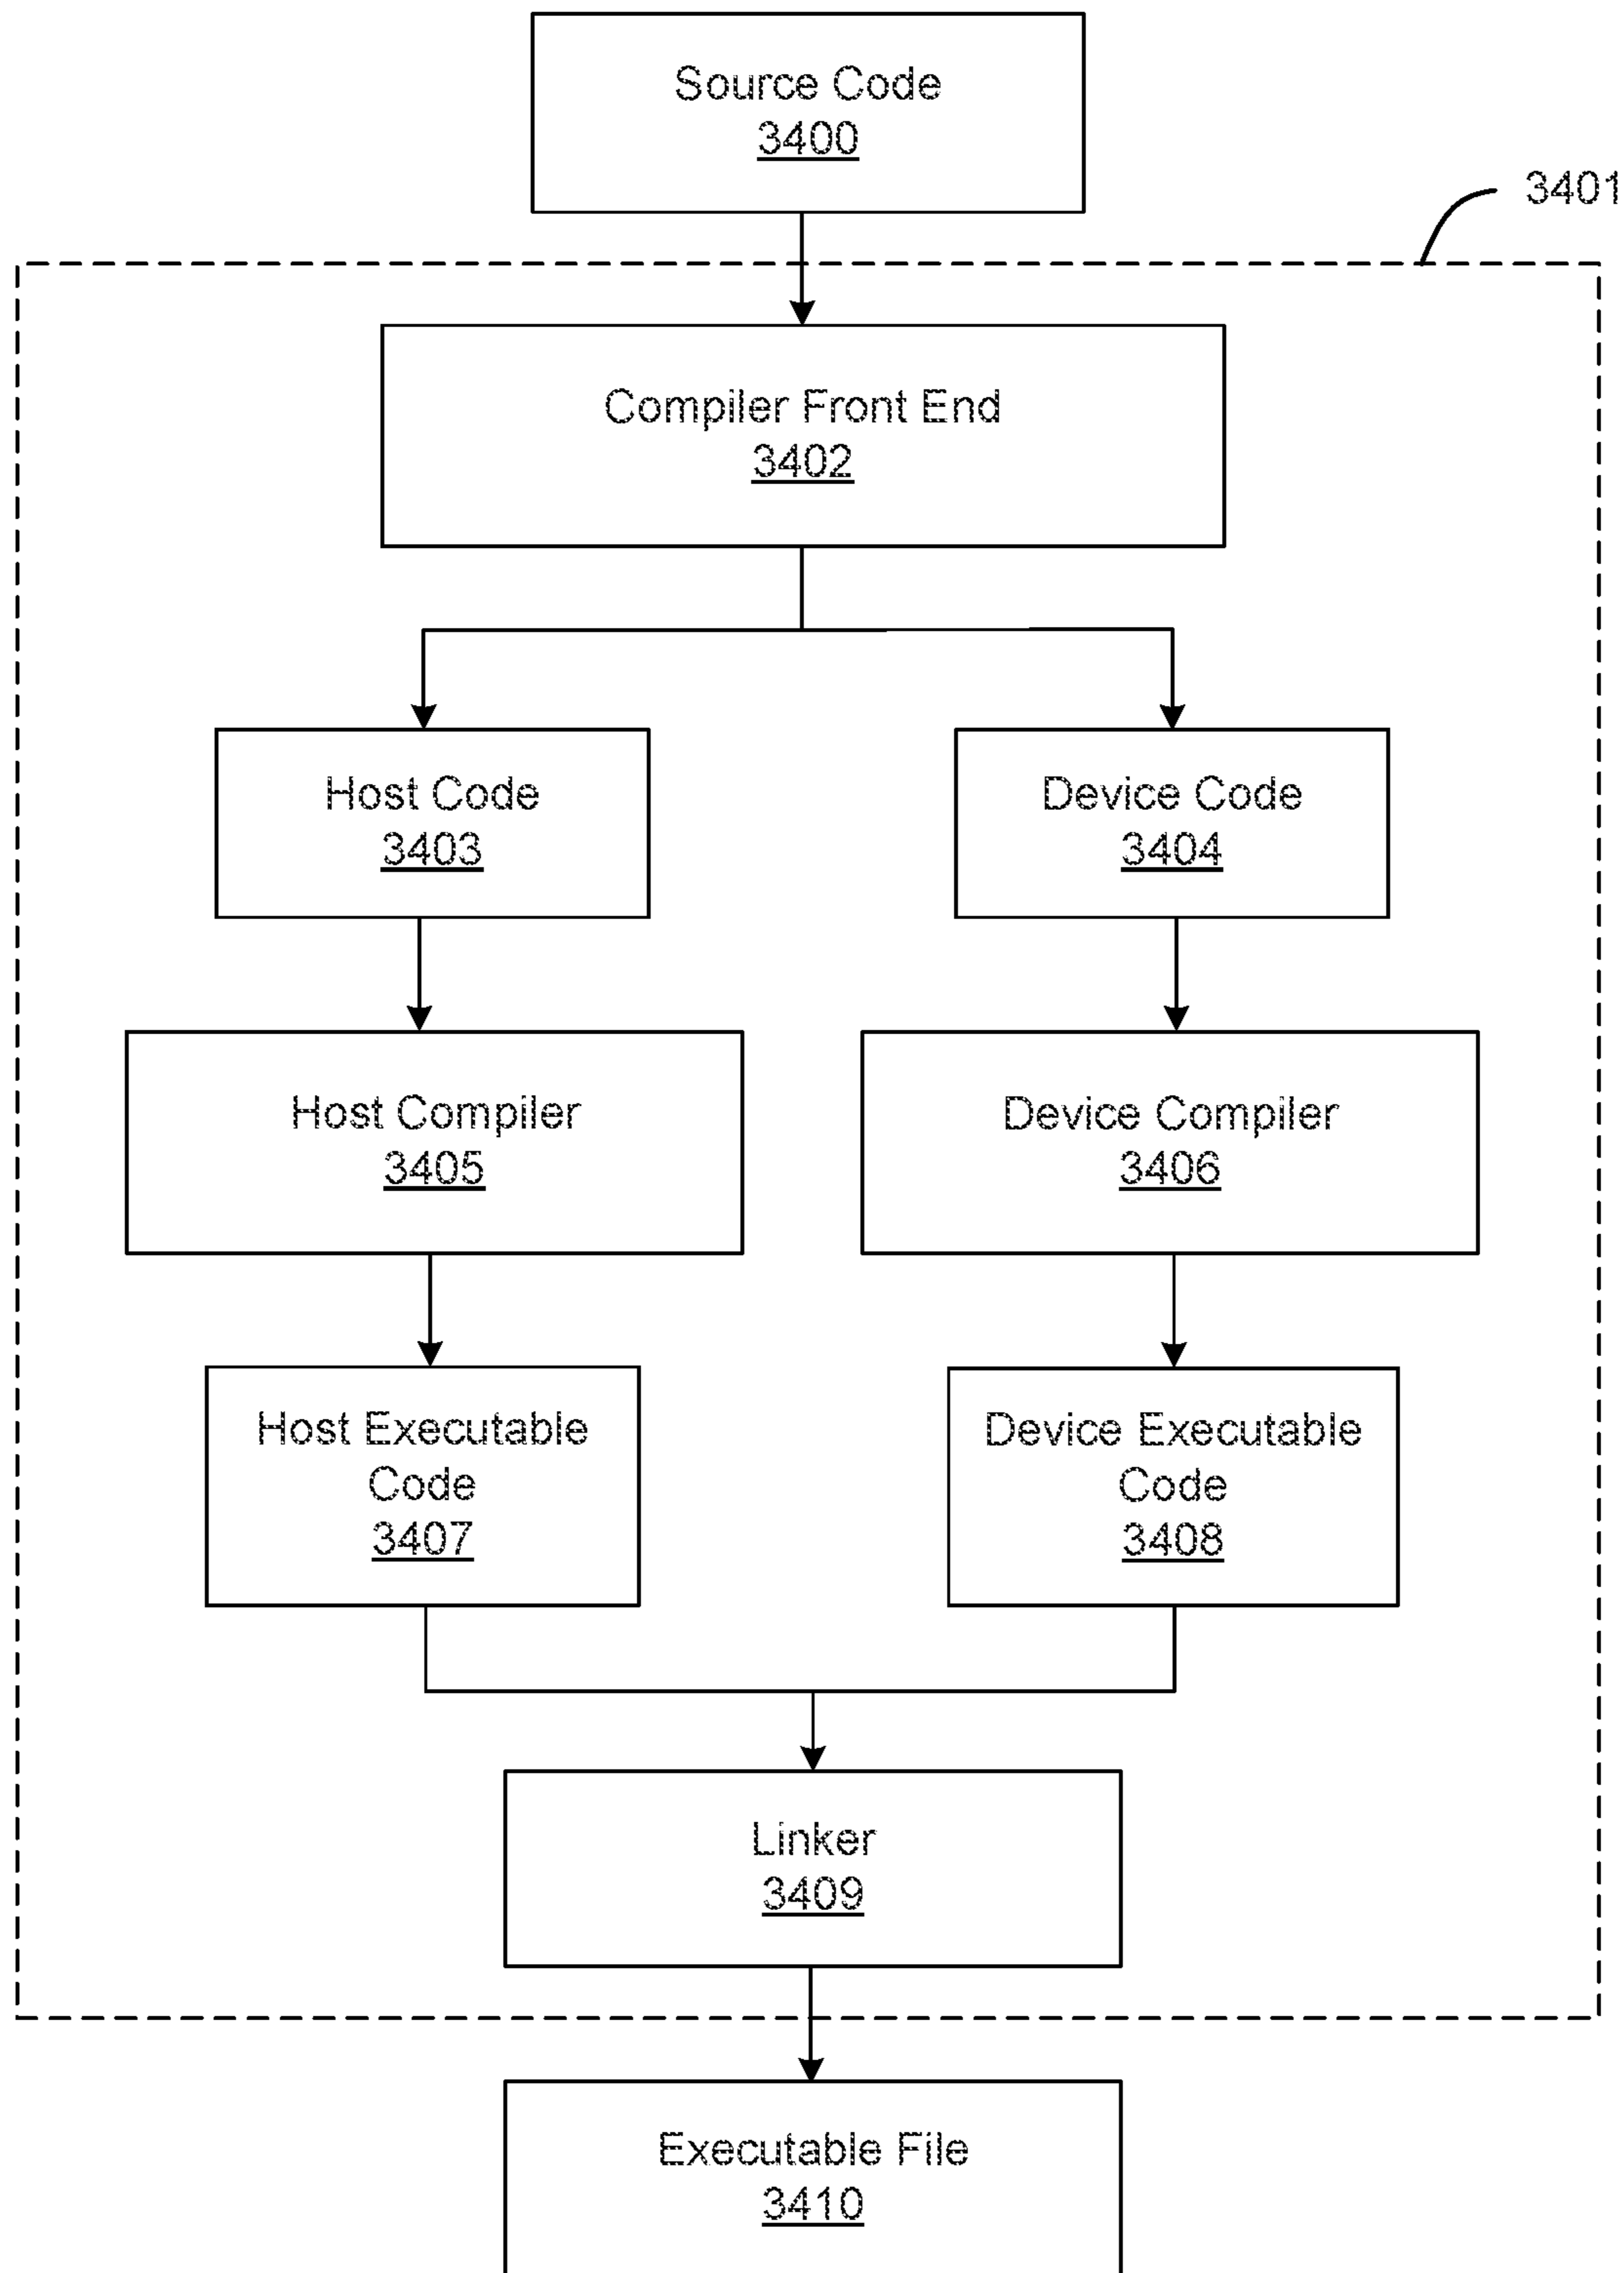 Source Code
3400
3401
Compiler Front End
3402
Host Code
3403
Device Code
3404
Host Compiler
3405
Device Compiler
3406
Host Executable
Code
3407
Device Executable
Code
3408
Linker
3409
Executable File
3410